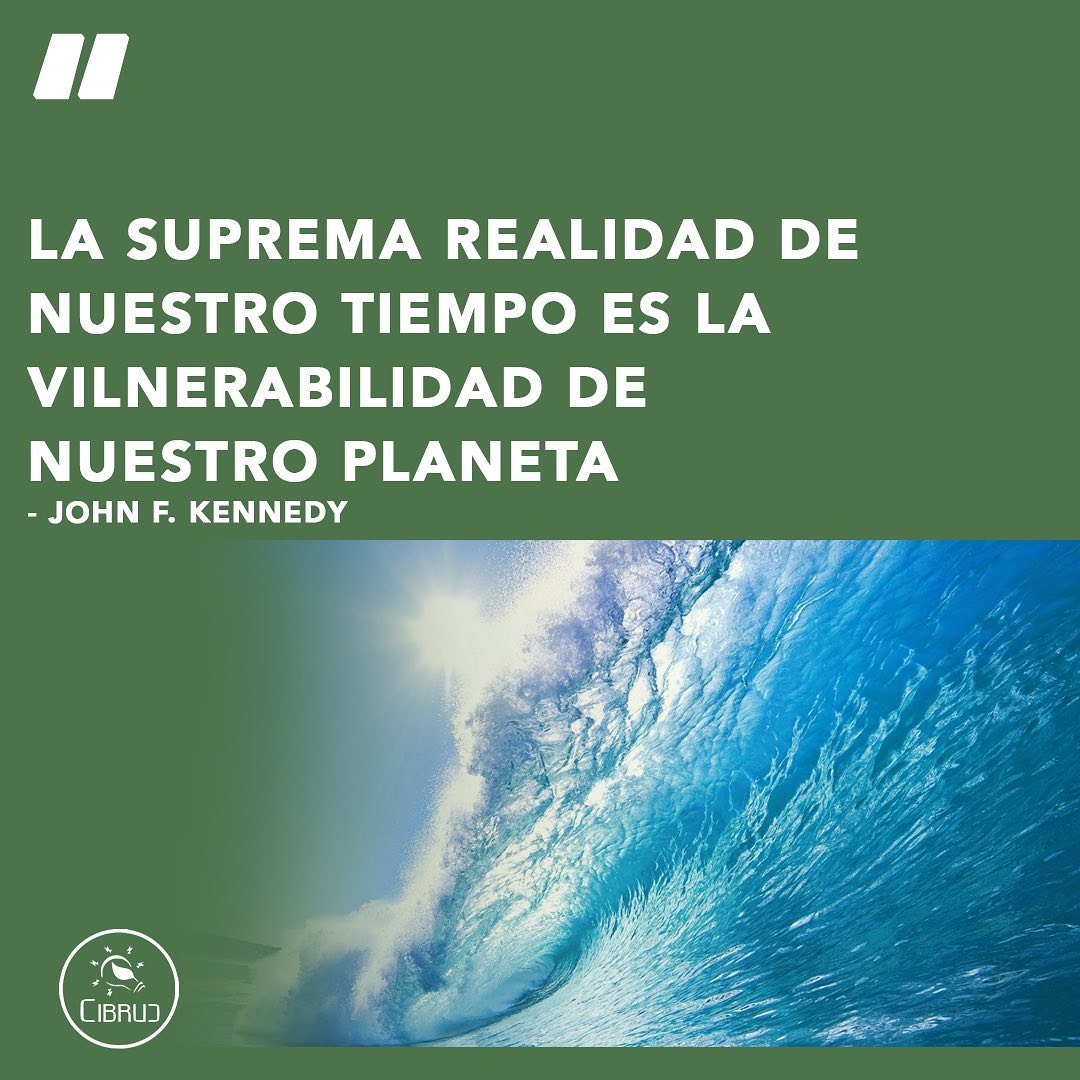 LA SUPREMA REALIDAD DE
NUESTRO TIEMPO ES LA
VILNERABILIDAD DE
NUESTRO PLANETA
- JOHN F. KENNEDY
CIBRUD